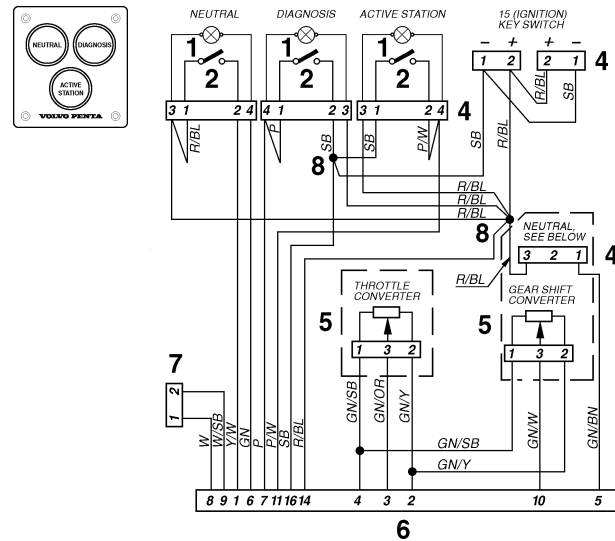 NEUTRAL
DIAGNOSIS
ACTIVE
STATION
VOLVO PENTA
NEUTRAL
DIAGNOSIS
ACTIVE STATION
15 (IGNITION)
KEY SWITCH
1
1
1
2
2
2
− + + −
1 2 2 1
4
3 1 2 4
4 1 2 3
3 1 2 4
4
R/BL
P
SB
SB
P/W
SB
R/BL
R/BL
SB
8
R/BL
R/BL
R/BL
8
NEUTRAL,
SEE BELOW
3 2 1
4
R/BL
THROTTLE
CONVERTER
5
1 3 2
GEAR SHIFT
CONVERTER
5
1 3 2
7
2
1
W
W/SB
Y/W
GN
P
P/W
SB
R/BL
GN/SB
GN/OR
GN/Y
GN/SB
GN/Y
GN/W
GN/BN
8 9 1 6 7 11 16 14 4 3 2 10 5
6